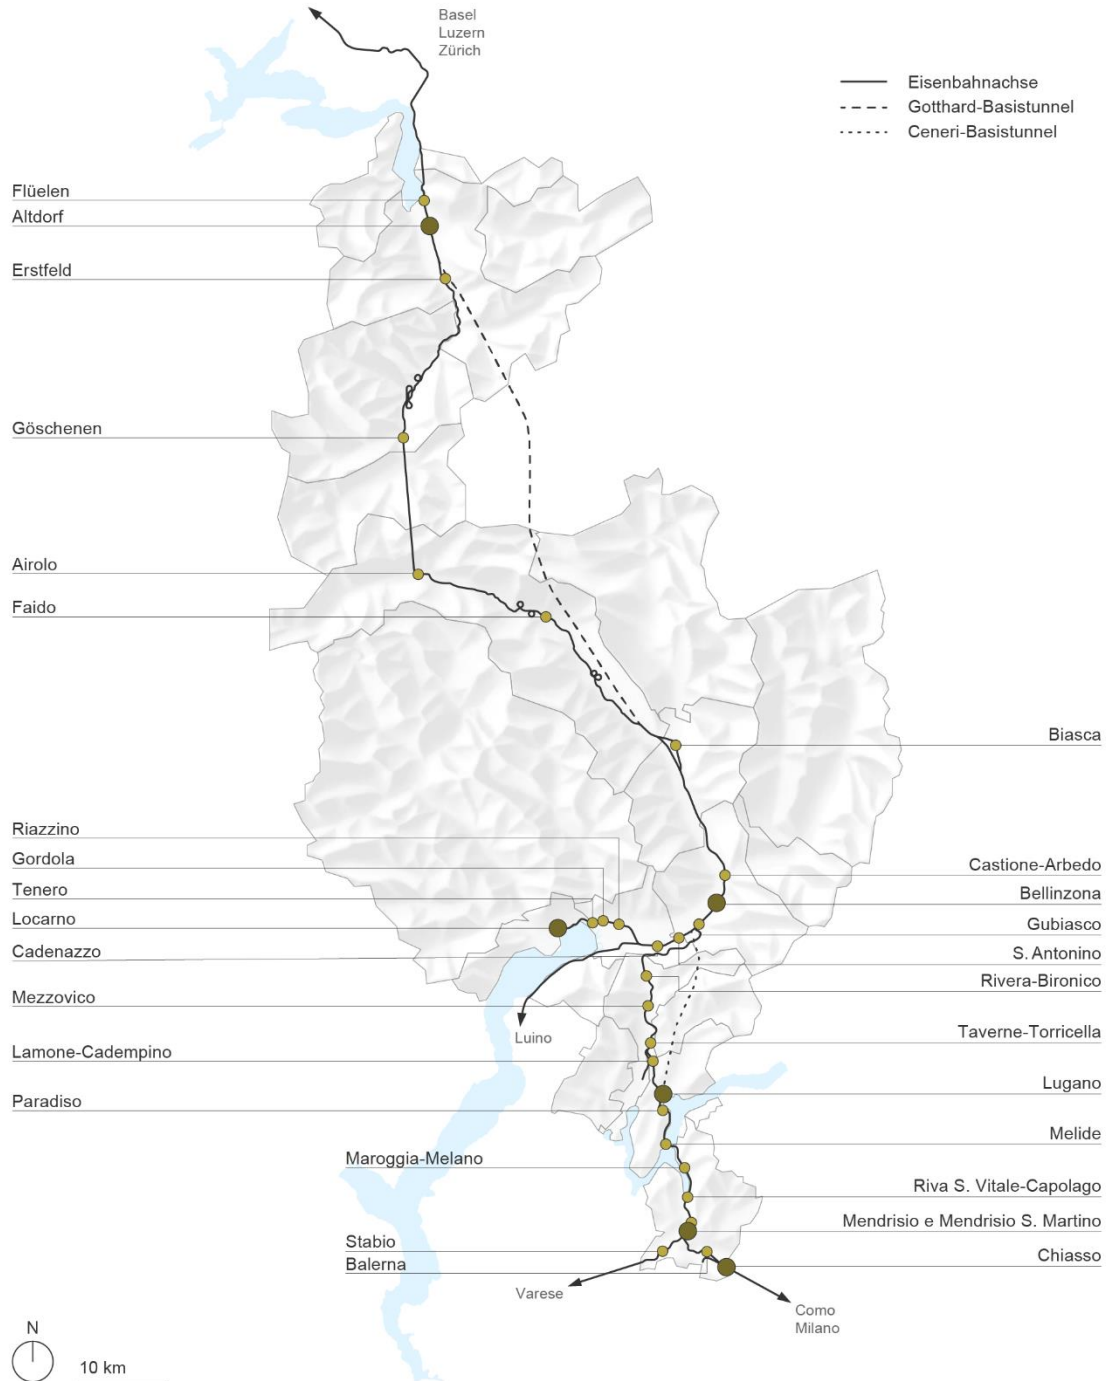 Basel
Luzern
Zürich
Eisenbahnachse
Gotthard-Basistunnel
Ceneri-Basistunnel
Flüelen
Altdorf
Erstfeld
Göschenen
Airolo
Faido
Biasca
Riazzino
Gordola
Tenero
Locarno
Cadenazzo
Mezzovico
Lamone-Cadempino
Paradiso
Castione-Arbedo
Bellinzona
Gubiasco
S. Antonino
Rivera-Bironico
Luino
Taverne-Torricella
Lugano
Melide
Maroggia-Melano
Riva S. Vitale-Capolago
Mendrisio e Mendrisio S. Martino
Stabio
Balerna
Chiasso
Varese
Como
Milano
N
10 km